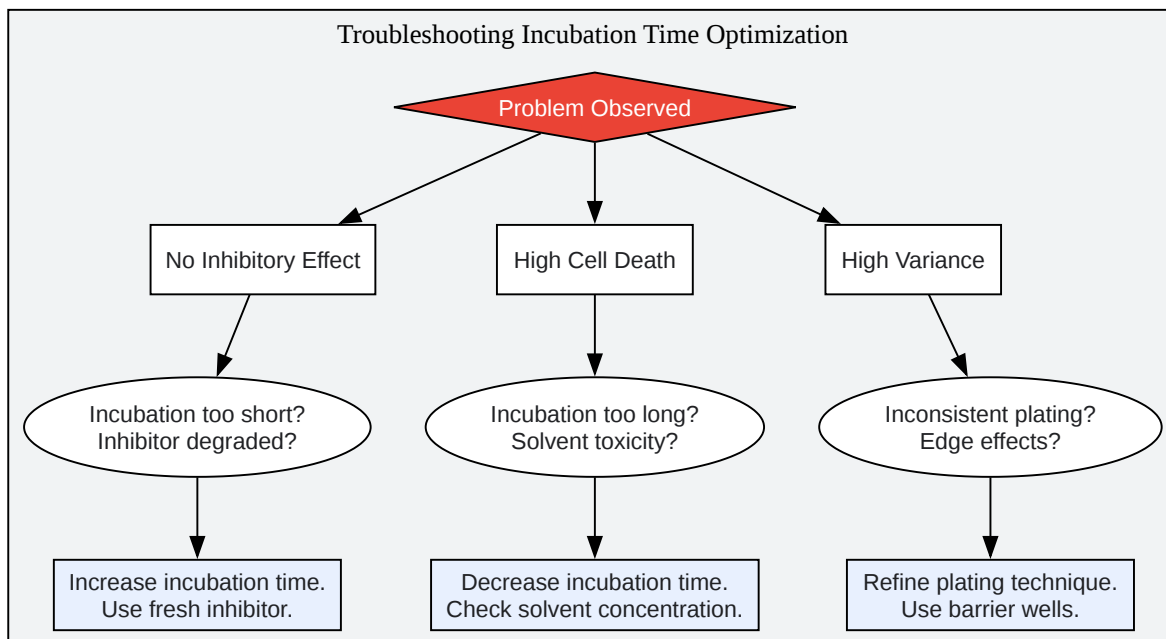 Troubleshooting Incubation Time Optimization
Problem Observed
No Inhibitory Effect
High Cell Death
High Variance
Incubation too short?
Inhibitor degraded?
Incubation too long?
Solvent toxicity?
Inconsistent plating?
Edge effects?
Increase incubation time.
Use fresh inhibitor.
Decrease incubation time.
Check solvent concentration.
Refine plating technique.
Use barrier wells.